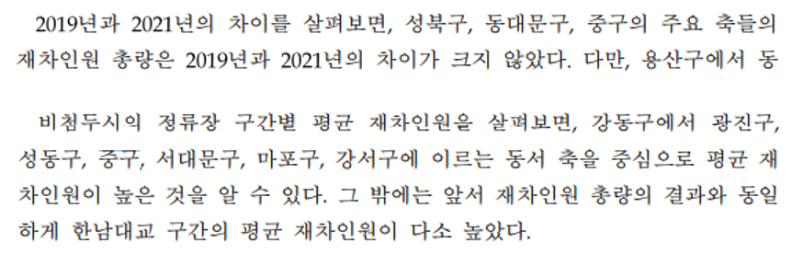 2019년과 2021년의 차이를 살펴보면, 성북구, 동대문구, 중구의 주요 축들의
재차인원 총량은 2019년과 2021년의 차이가 크지 않았다. 다만, 용산구에서 동
비첨두시의 정류장 구간별 평균 재차인원을 살펴보면, 강동구에서 광진구,
성동구, 중구, 서대문구, 마포구, 강서구에 이르는 동서 축을 중심으로 평균 재
차인원이 높은 것을 알 수 있다. 그 밖에는 앞서 재차인원 총량의 결과와 동일
하게 한남대교 구간의 평균 재차인원이 다소 높았다.